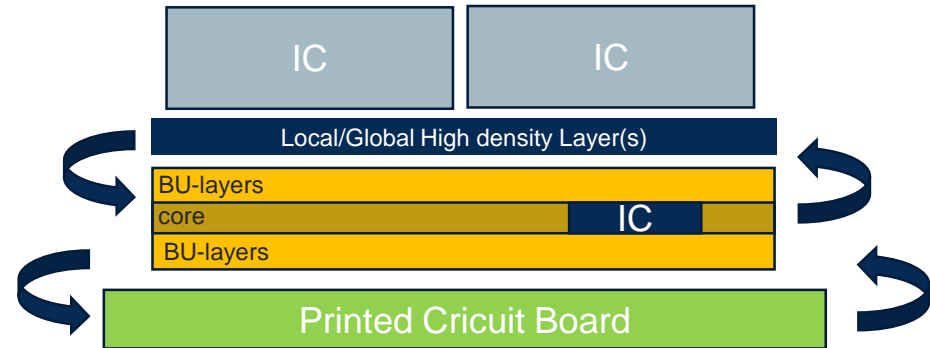 IC
IC
Local/Global High density Layer(s)
BU-layers
core
IC
BU-layers
Printed Cricuit Board